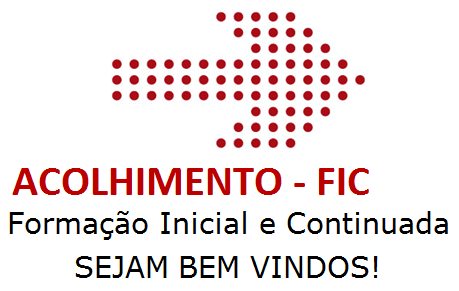 ACOLHIMENTO - FIC
Formação Inicial e Continuada
SEJAM BEM VINDOS!